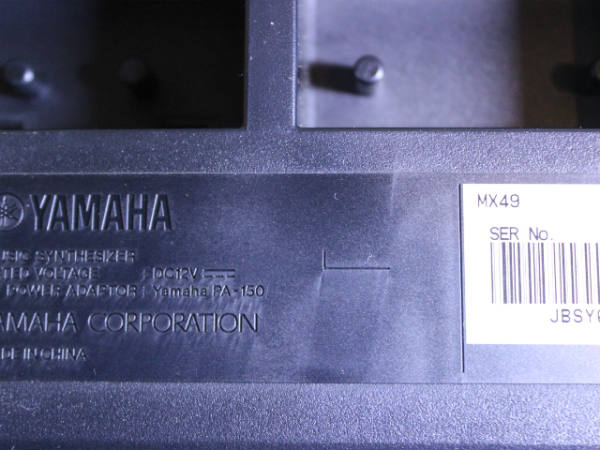 YAMAHA
USIC SYNTHESIZER
TED VOLTAGE : DC12V
POWER ADAPTOR : Yamaha PA-150
AMAHA CORPORATION
DE IN CHINA
MX49
SER No.
JBSY